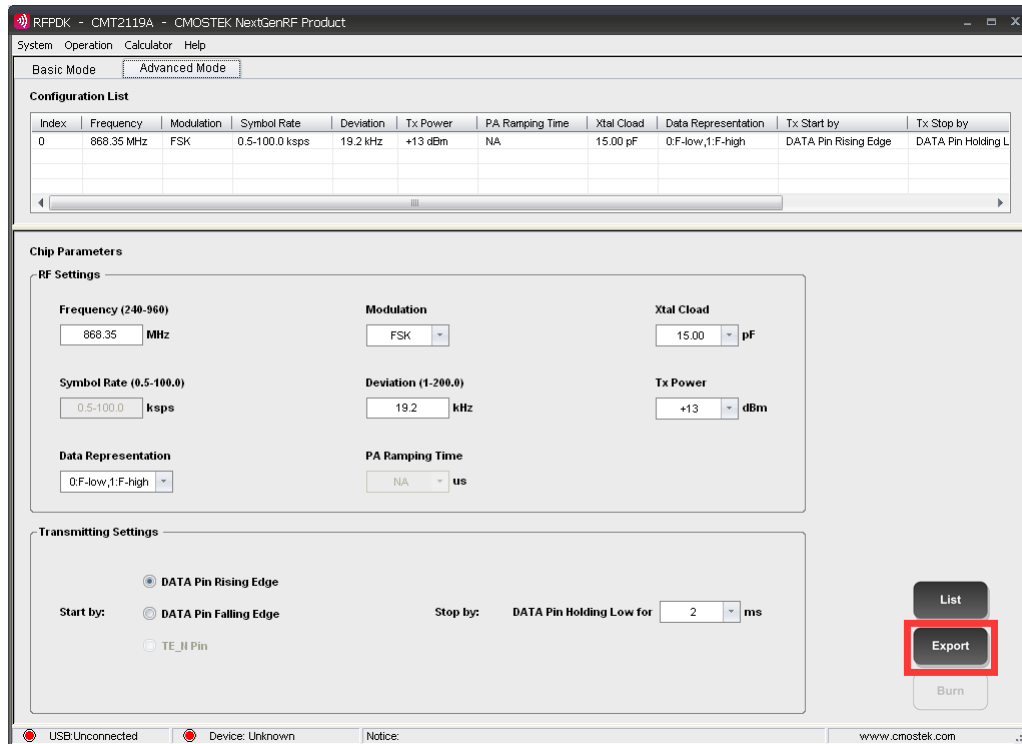 RFPDK - CMT2119A - CMOSTEK NextGenRF Product
System Operation Calculator Help
Basic Mode Advanced Mode
Configuration List
Index Frequency Modulation Symbol Rate Deviation Tx Power PA Ramping Time Xtal Cload Data Representation Tx Start by Tx Stop by
0 868.35 MHz FSK 0.5-100.0 ksps 19.2 kHz +13 dBm NA 15.00 pF 0:F-low,1:F-high DATA Pin Rising Edge DATA Pin Holding L
Chip Parameters
RF Settings
Frequency (240-960) Modulation Xtal Cload
868.35 MHz FSK 15.00 pF
Symbol Rate (0.5-100.0) Deviation (1-200.0) Tx Power
0.5-100.0 ksps 19.2 kHz +13 dBm
Data Representation PA Ramping Time
0:F-low,1:F-high NA us
Transmitting Settings
DATA Pin Rising Edge
Start by: DATA Pin Falling Edge Stop by: DATA Pin Holding Low for 2 ms
TE_II Pin
List
Export
Burn
USB:Unconnected Device: Unknown Notice: www.cmostek.com